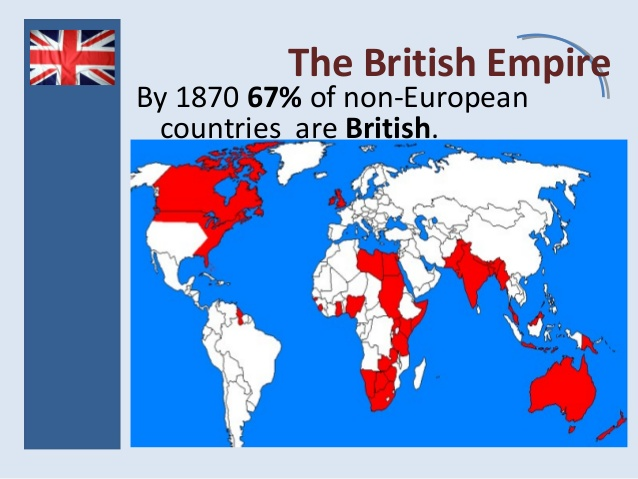 The British Empire
By 1870 67% of non-European
countries are British.